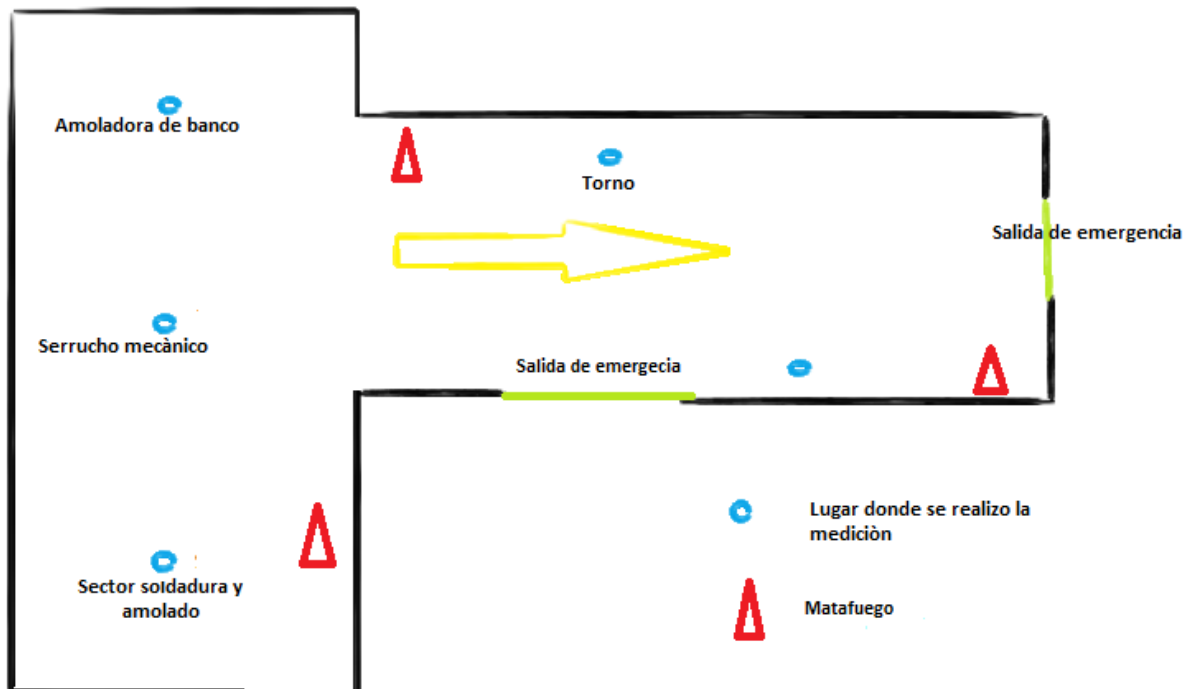 Amoladora de banco
Torno
Salida de emergencia
Serrucho mecànico
Salida de emergecia
Lugar donde se realizo la
mediciòn
Sector soldadura y
amolado
Matafuego